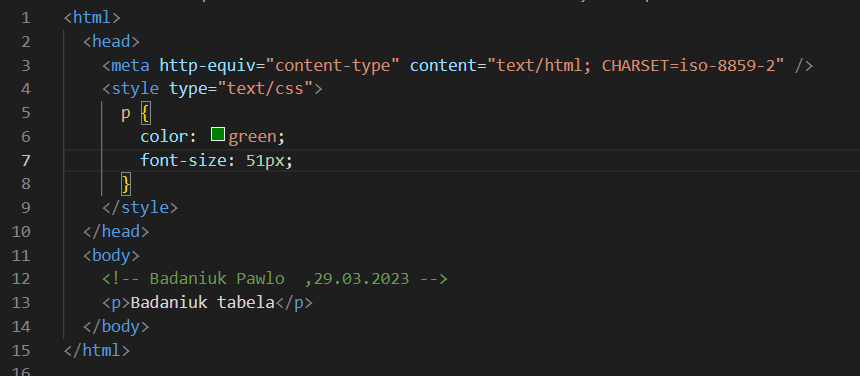 1 <html>
2 <head>
3 <meta http-equiv="content-type" content="text/html; CHARSET=iso-8859-2" />
4 <style type="text/css">
5 p {
6 color: green;
7 font-size: 51px;
8 }
9 </style>
10 </head>
11 <body>
12 <!-- Badaniuk Pawlo  ,29.03.2023 -->
13 <p>Badaniuk tabela</p>
14 </body>
15 </html>
16